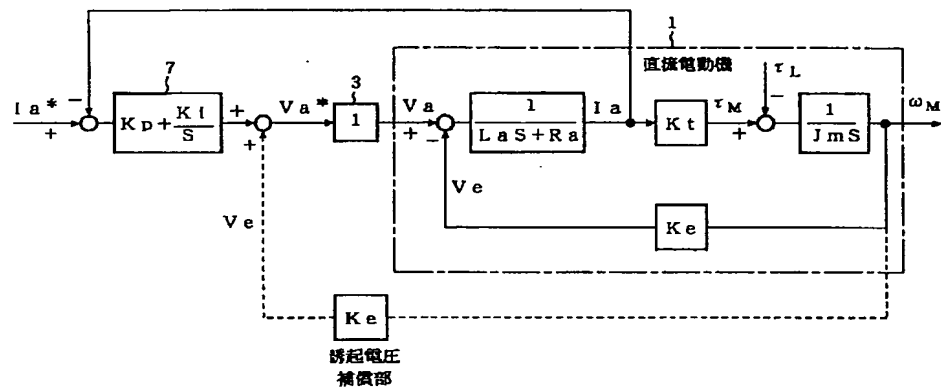 1
直流電動機
7
3
τL
Ia*
−
+
Kp+Ki/S
+
+
Va*
1
Va
+
−
1/LaS+Ra
Ia
Kt
τM
+
−
1/JmS
ωM
Ve
Ve
Ke
Ke
誘起電圧
補償部